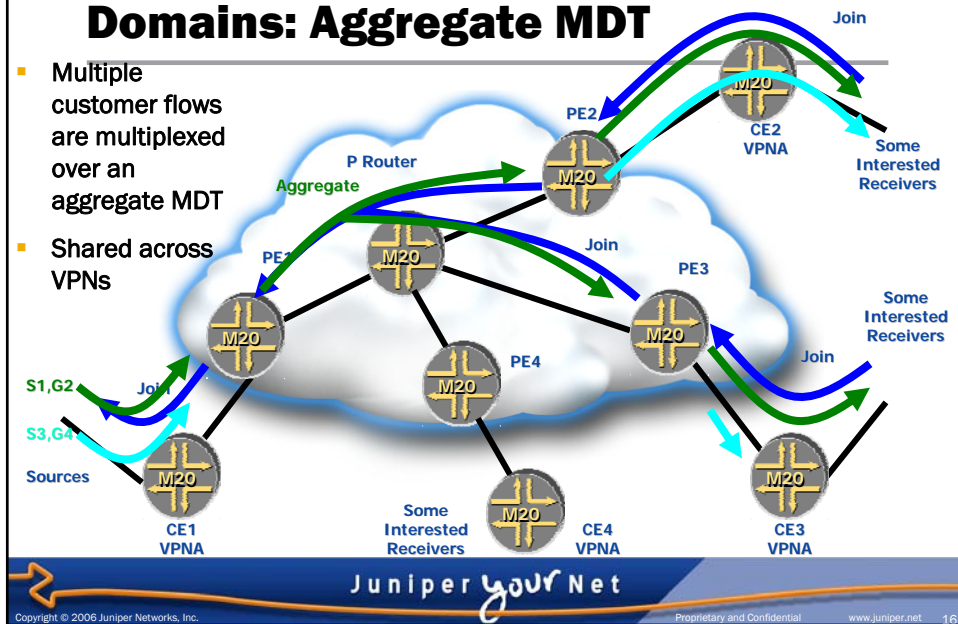 Domains: Aggregate MDT
Multiple
customer flows
are multiplexed
over an
aggregate MDT
Shared across
VPNs
Join
M20
PE2
CE2
VPNA
Some
Interested
Receivers
P Router
M20
Aggregate
M20
Join
PE1
PE3
M20
M20
Some
Interested
Receivers
PE4
M20
Join
S1,G2
Join
S3,G4
Sources
M20
CE1
VPNA
Some
Interested
Receivers
M20
CE4
VPNA
M20
CE3
VPNA
Juniper your Net
Copyright © 2006 Juniper Networks, Inc.
Proprietary and Confidential
www.juniper.net
16